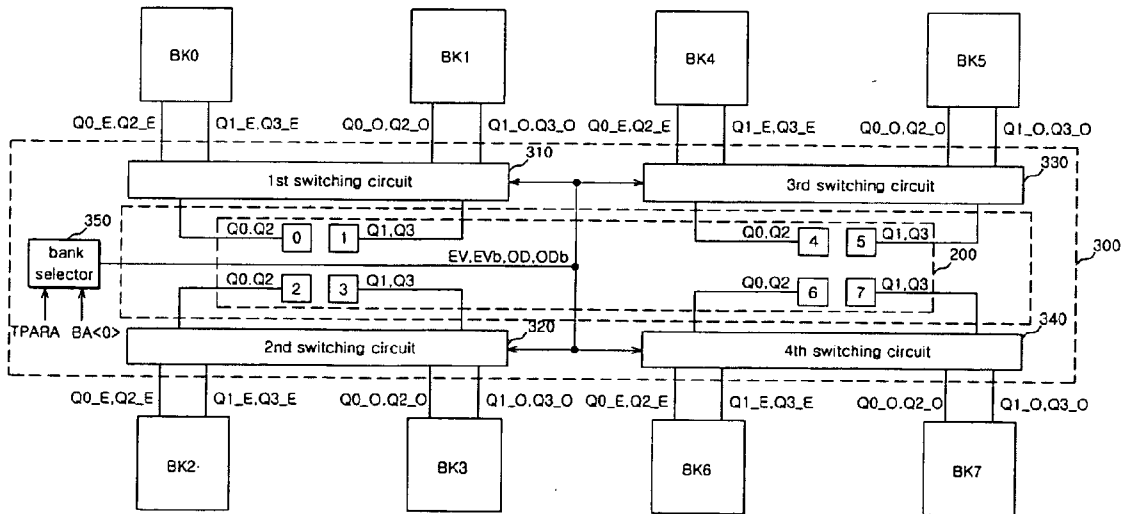 BK0
BK1
BK4
BK5
Q0_E,Q2_E
Q1_E,Q3_E
Q0_O,Q2_O
Q1_O,Q3_O
Q0_E,Q2_E
Q1_E,Q3_E
Q0_O,Q2_O
Q1_O,Q3_O
310
330
1st switching circuit
3rd switching circuit
350
bank
selector
Q0,Q2
0
1
Q1,Q3
Q0,Q2
4
5
Q1,Q3
200
300
EV,EVb,OD,ODb
Q0,Q2
2
3
Q1,Q3
Q0,Q2
6
7
Q1,Q3
TPARA
BA<0>
320
340
2nd switching circuit
4th switching circuit
Q0_E,Q2_E
Q1_E,Q3_E
Q0_O,Q2_O
Q1_O,Q3_O
Q0_E,Q2_E
Q1_E,Q3_E
Q0_O,Q2_O
Q1_O,Q3_O
BK2
BK3
BK6
BK7